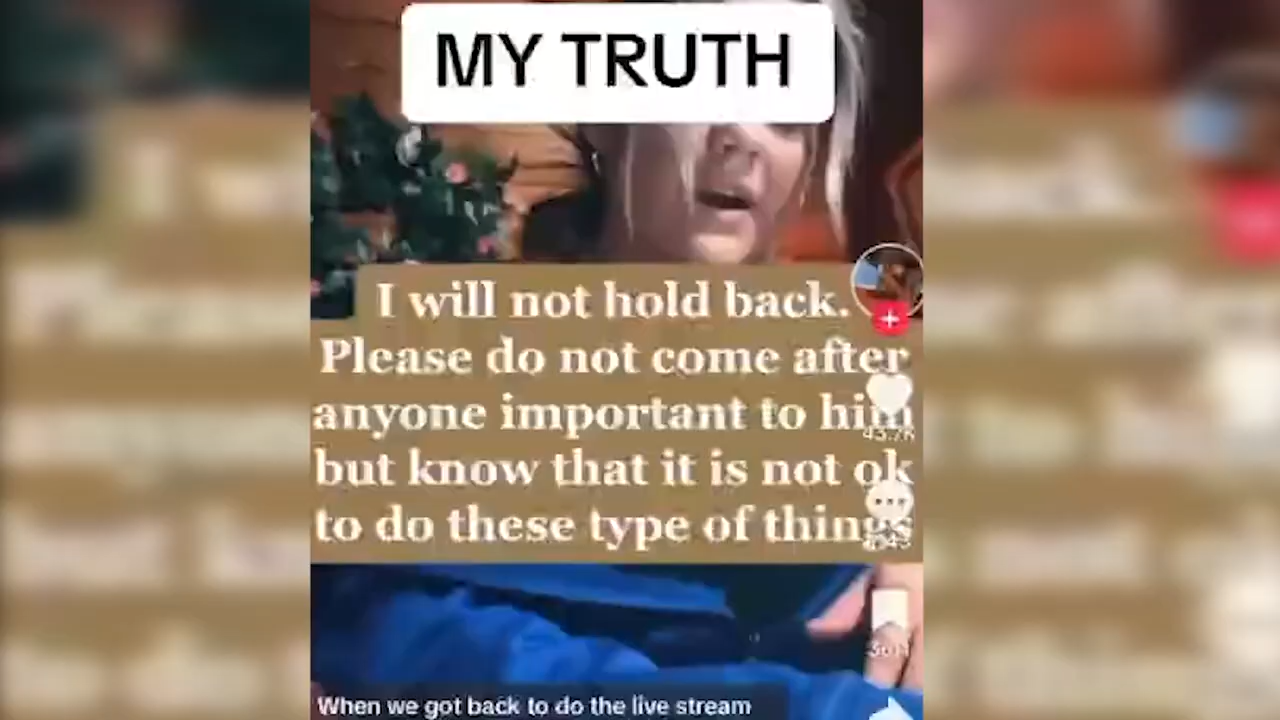 MY TRUTH
I will not hold back.
Please do not come after
anyone important to him
but know that it is not ok
to do these type of things
When we got back to do the live stream